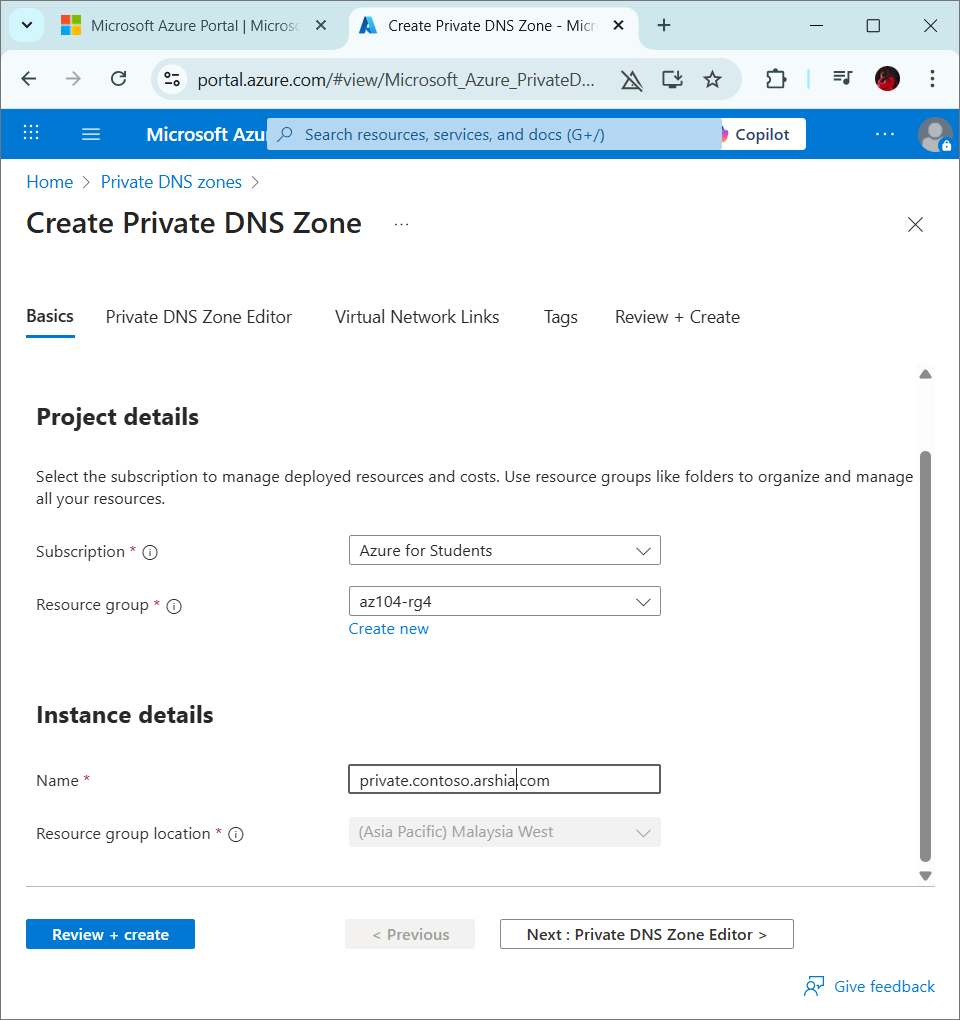 Microsoft Azure Portal | Microsc
Create Private DNS Zone - Micr
portal.azure.com/#view/Microsoft_Azure_PrivateD...
Microsoft Azu
Search resources, services, and docs (G+/)
Copilot
Home > Private DNS zones >
Create Private DNS Zone ...
Basics
Private DNS Zone Editor
Virtual Network Links
Tags
Review + Create
Project details
Select the subscription to manage deployed resources and costs. Use resource groups like folders to organize and manage
all your resources.
Subscription *
Azure for Students
Resource group *
az104-rg4
Create new
Instance details
Name *
private.contoso.arshia.com
Resource group location *
(Asia Pacific) Malaysia West
Review + create
< Previous
Next : Private DNS Zone Editor >
Give feedback